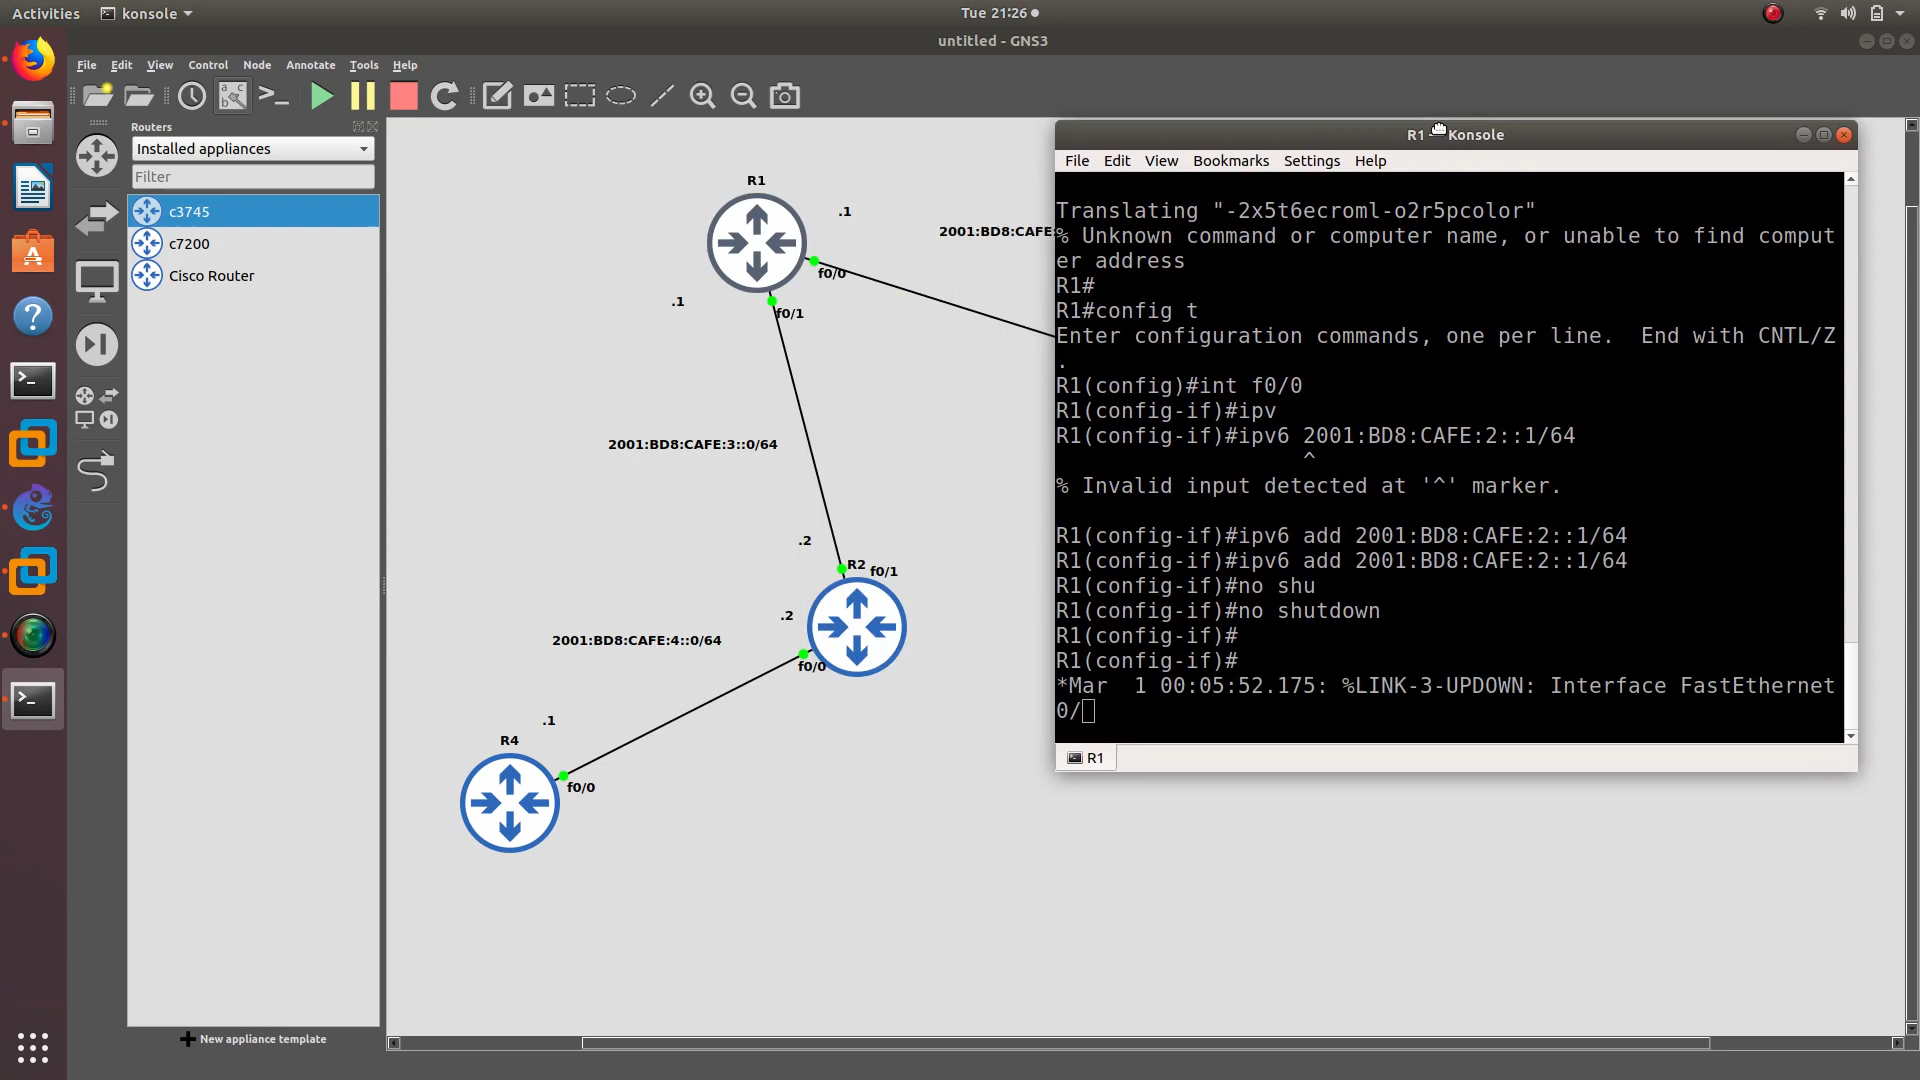 Activities
konsole
Tue 21:26
untitled - GNS3
File Edit View Control Node Annotate Tools Help
Routers
Installed appliances
Filter
c3745
c7200
Cisco Router
New appliance template
R1
.1
2001:BD8:CAFE:
f0/0
.1
f0/1
2001:BD8:CAFE:3::0/64
.2
R2
f0/1
.2
2001:BD8:CAFE:4::0/64
f0/0
.1
R4
f0/0
R1 — Konsole
File Edit View Bookmarks Settings Help
Translating "-2x5t6ecroml-o2r5pcolor"
% Unknown command or computer name, or unable to find comput
er address
R1#
R1#config t
Enter configuration commands, one per line.  End with CNTL/Z
.
R1(config)#int f0/0
R1(config-if)#ipv
R1(config-if)#ipv6 2001:BD8:CAFE:2::1/64
^
% Invalid input detected at '^' marker.
R1(config-if)#ipv6 add 2001:BD8:CAFE:2::1/64
R1(config-if)#ipv6 add 2001:BD8:CAFE:2::1/64
R1(config-if)#no shu
R1(config-if)#no shutdown
R1(config-if)#
R1(config-if)#
*Mar  1 00:05:52.175: %LINK-3-UPDOWN: Interface FastEthernet
0/
R1